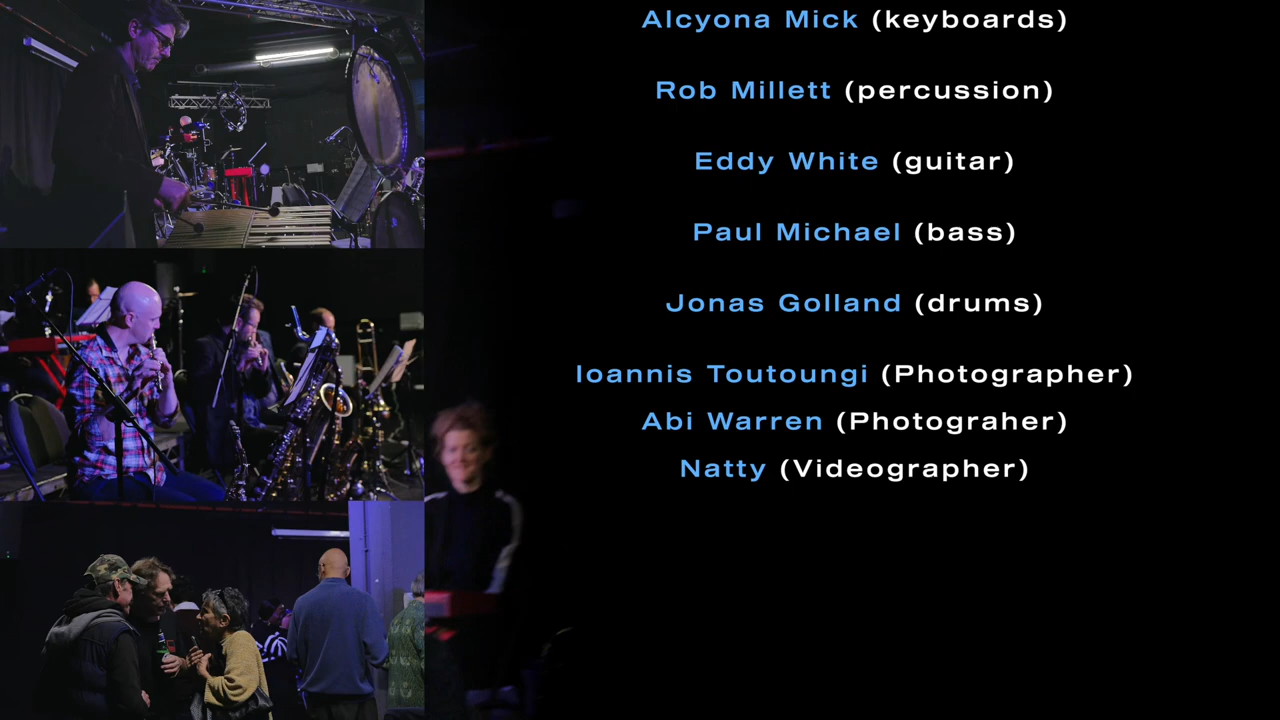 Alcyona Mick (keyboards)
Rob Millett (percussion)
Eddy White (guitar)
Paul Michael (bass)
Jonas Golland (drums)
Ioannis Toutoungi (Photographer)
Abi Warren (Photograher)
Natty (Videographer)